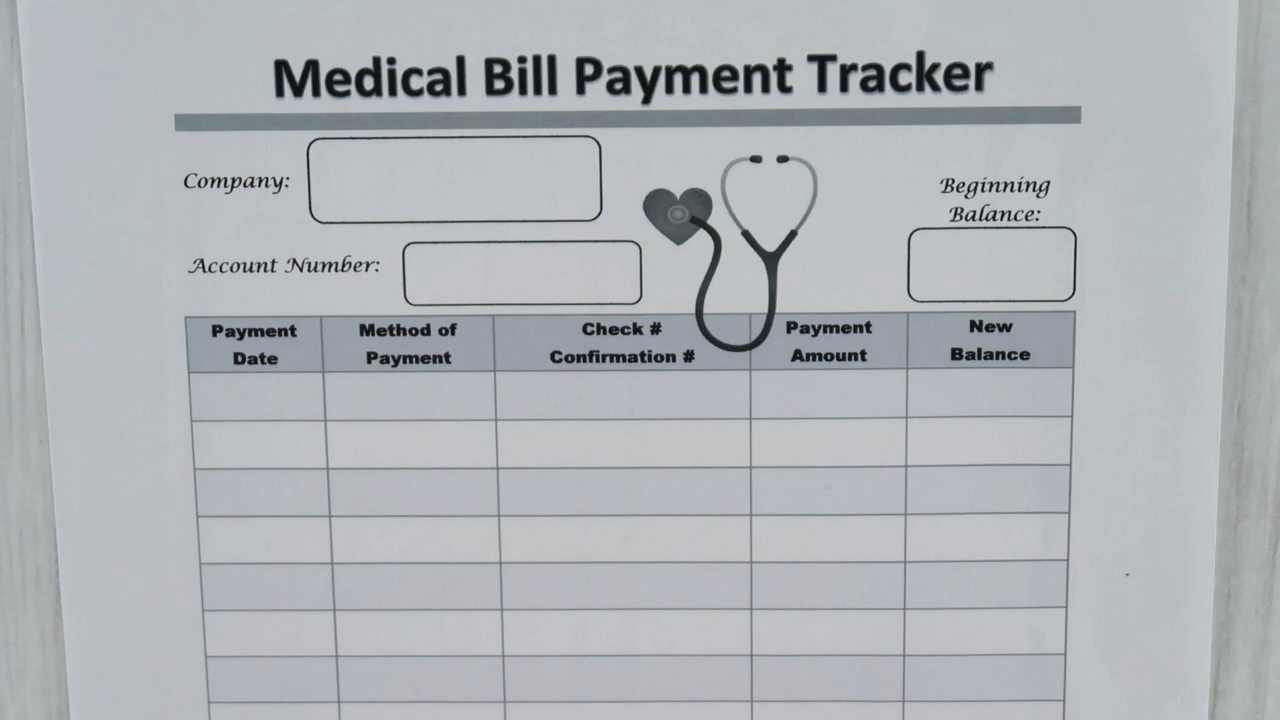 Medical Bill Payment Tracker
Company:
Beginning
Balance:
Account Number:
Payment Date
Method of Payment
Check # Confirmation #
Payment Amount
New Balance